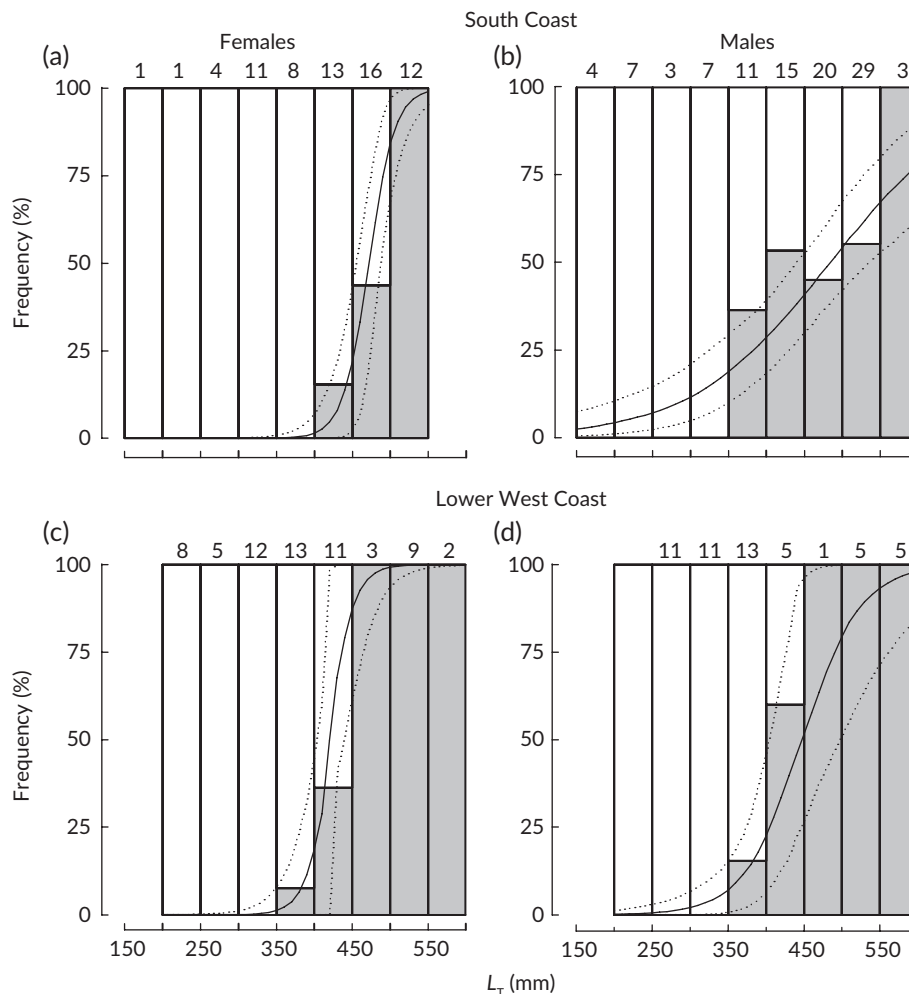 South Coast
(a) Females
1 1 4 11 8 13 16 12
100
75
50
25
0
Frequency (%)
(b) Males
4 7 3 7 11 15 20 29 3
100
75
50
25
0
Lower West Coast
(c)
8 5 12 13 11 3 9 2
100
75
50
25
0
Frequency (%)
150 250 350 450 550
(d)
11 11 13 5 1 5 5
100
75
50
25
0
150 250 350 450 550
L_T (mm)